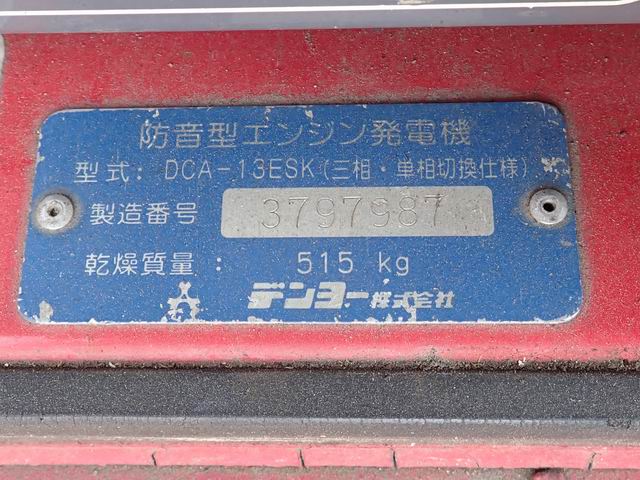 防音型エンジン発電機
型式: DCA-13ESK(三相・単相切換仕様)
製造番号 3797987
乾燥質量: 515 kg
デンヨー株式会社